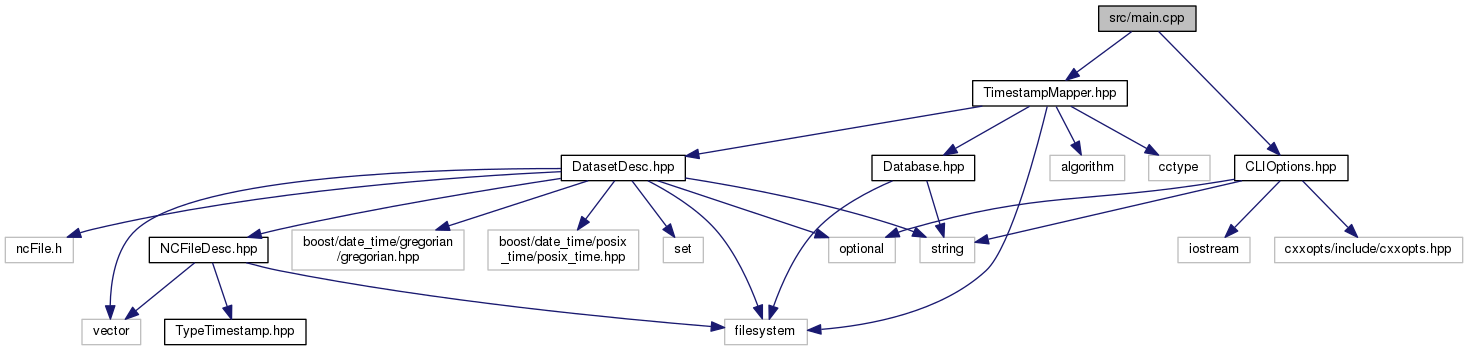 src/main.cpp
TimestampMapper.hpp
DatasetDesc.hpp
Database.hpp
algorithm
cctype
CLIOptions.hpp
ncFile.h
NCFileDesc.hpp
boost/date_time/gregorian
/gregorian.hpp
boost/date_time/posix
_time/posix_time.hpp
set
optional
string
iostream
cxxopts/include/cxxopts.hpp
vector
TypeTimestamp.hpp
filesystem